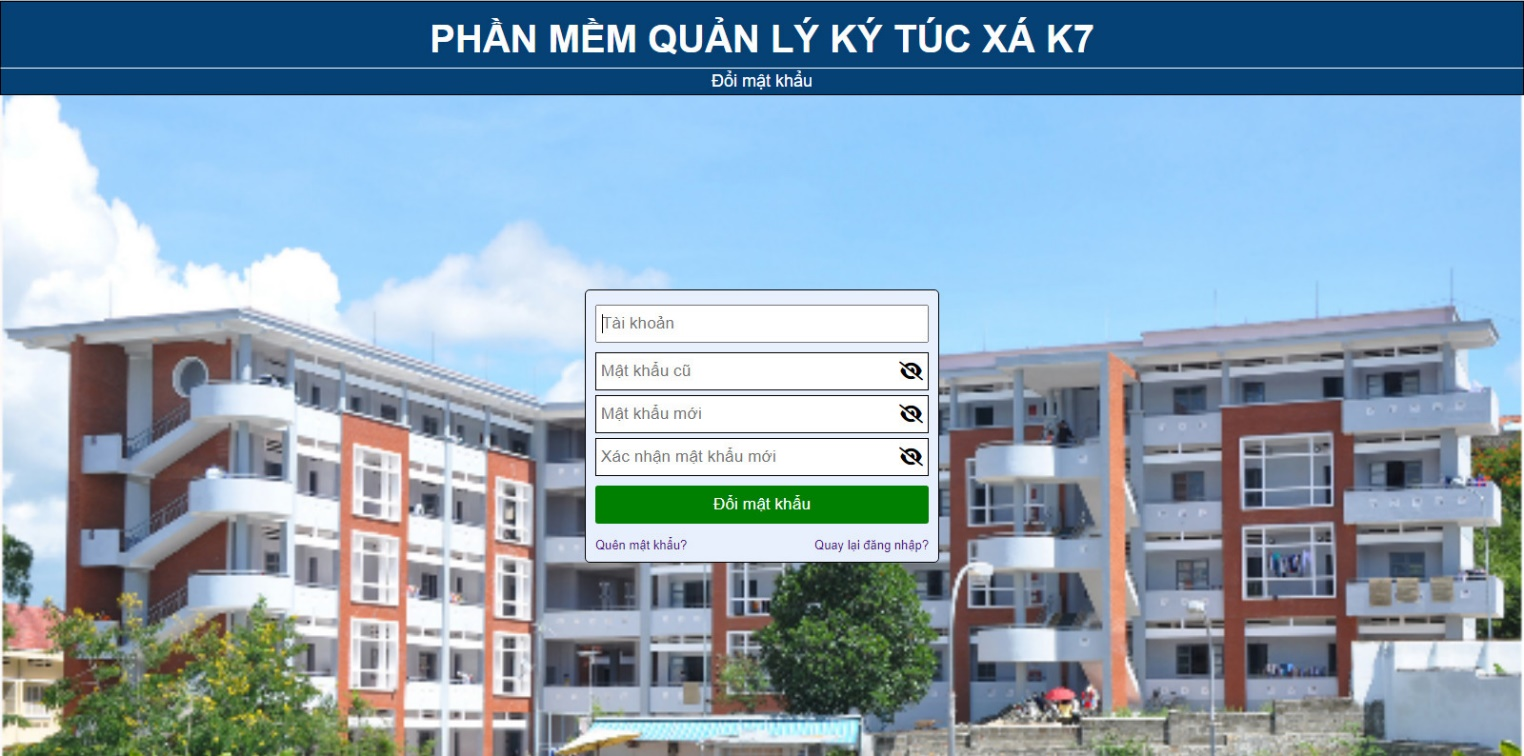 PHẦN MỀM QUẢN LÝ KÝ TÚC XÁ K7
Đổi mật khẩu
Tài khoản
Mật khẩu cũ
Mật khẩu mới
Xác nhận mật khẩu mới
Đổi mật khẩu
Quên mật khẩu? Quay lại đăng nhập?